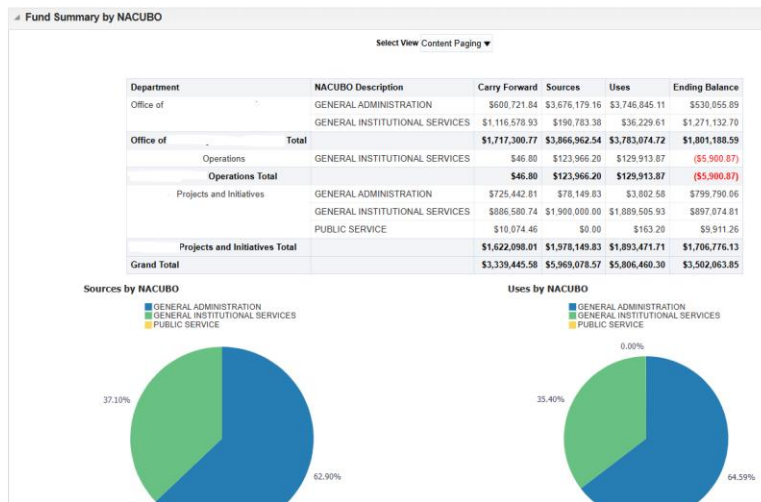 Fund Summary by NACUBO
Select View Content Paging
Department NACUBO Description Carry Forward Sources Uses Ending Balance
Office of GENERAL ADMINISTRATION $600,721.84 $3,676,179.16 $3,746,845.11 $530,055.89
GENERAL INSTITUTIONAL SERVICES $1,116,578.93 $190,783.38 $36,229.61 $1,271,132.70
Office of Total $1,717,300.77 $3,866,962.54 $3,783,074.72 $1,801,188.59
Operations GENERAL INSTITUTIONAL SERVICES $46.80 $123,966.20 $129,913.87 ($5,900.87)
Operations Total $46.80 $123,966.20 $129,913.87 ($5,900.87)
Projects and Initiatives GENERAL ADMINISTRATION $725,442.81 $78,149.83 $3,802.58 $799,790.06
GENERAL INSTITUTIONAL SERVICES $886,580.74 $1,900,000.00 $1,889,505.93 $897,074.81
PUBLIC SERVICE $10,074.46 $0.00 $163.20 $9,911.26
Projects and Initiatives Total $1,622,098.01 $1,978,149.83 $1,893,471.71 $1,706,776.13
Grand Total $3,339,445.58 $5,969,078.57 $5,806,460.30 $3,502,063.85
Sources by NACUBO
GENERAL ADMINISTRATION
GENERAL INSTITUTIONAL SERVICES
PUBLIC SERVICE
37.10%
62.90%
Uses by NACUBO
GENERAL ADMINISTRATION
GENERAL INSTITUTIONAL SERVICES
PUBLIC SERVICE
0.00%
35.40%
64.59%